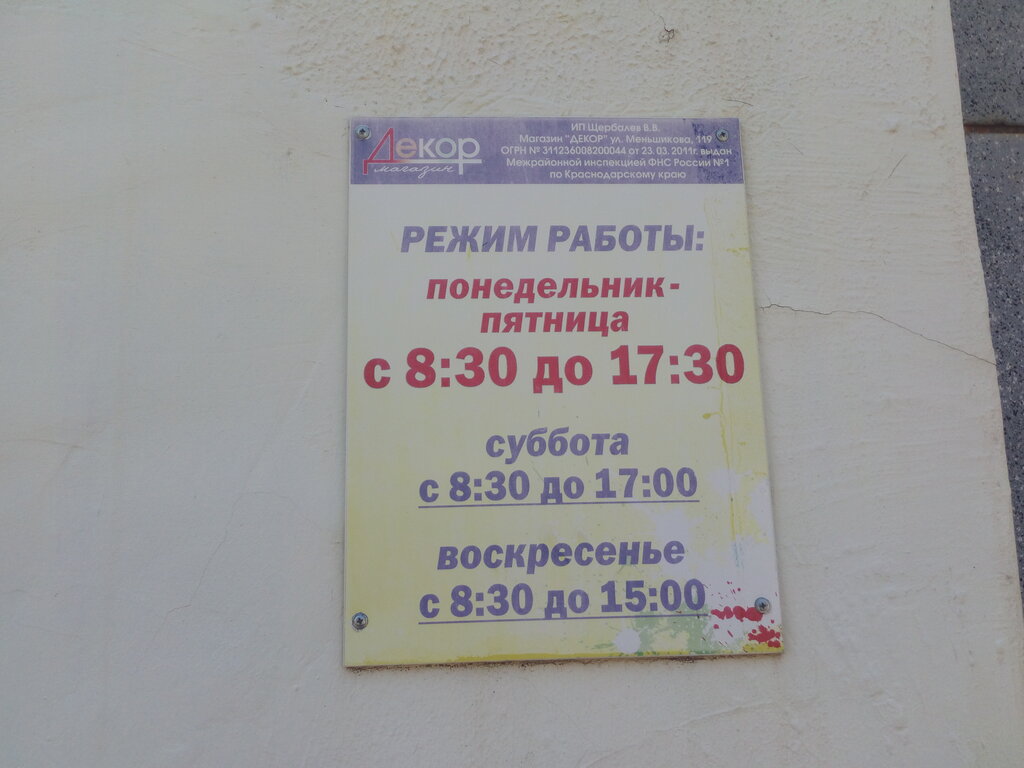 Декор
магазин
ИП Щербалев В.В.
Магазин "ДЕКОР" ул. Меньшикова, 119
ОГРН № 311236008200044 от 23.03.2011г. выдан
Межрайонной инспекцией ФНС России №1
по Краснодарскому краю
РЕЖИМ РАБОТЫ:
понедельник-
пятница
с 8:30 до 17:30
суббота
с 8:30 до 17:00
воскресенье
с 8:30 до 15:00